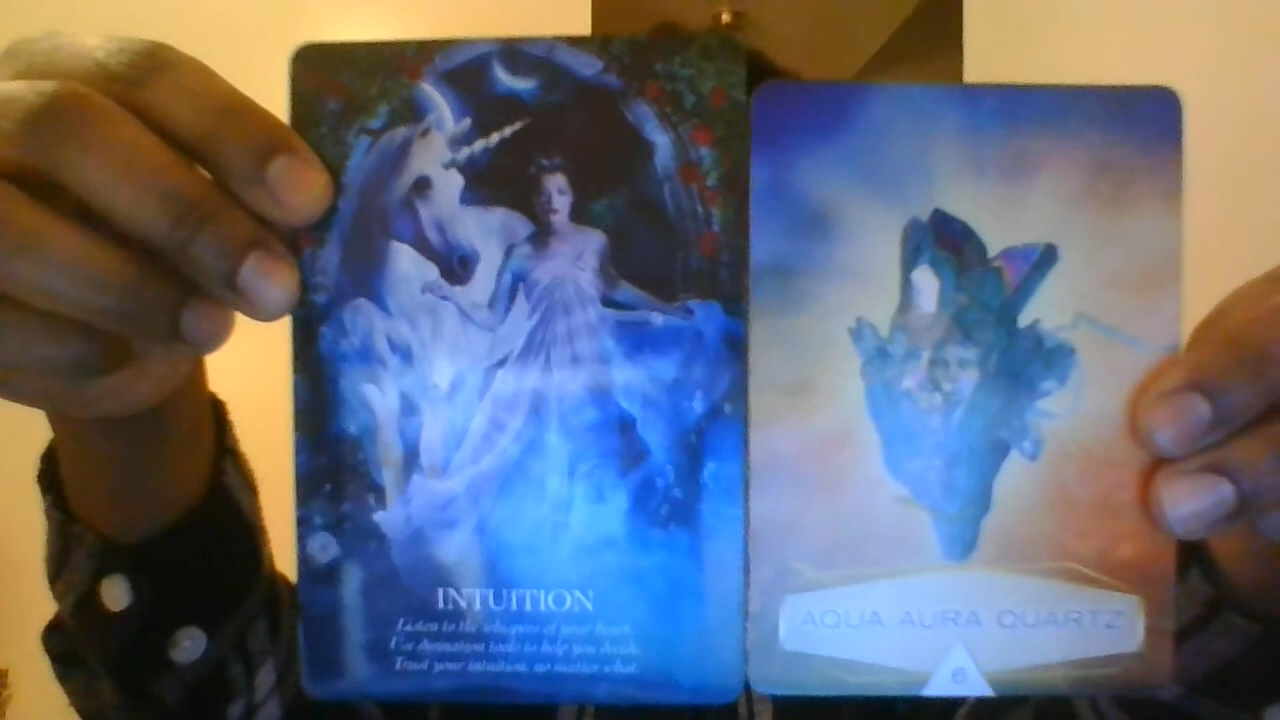 INTUITION
Listen to the whispers of your heart.
Use divination tools to help you decide.
Trust your intuition, no matter what.
AQUA AURA QUARTZ
6